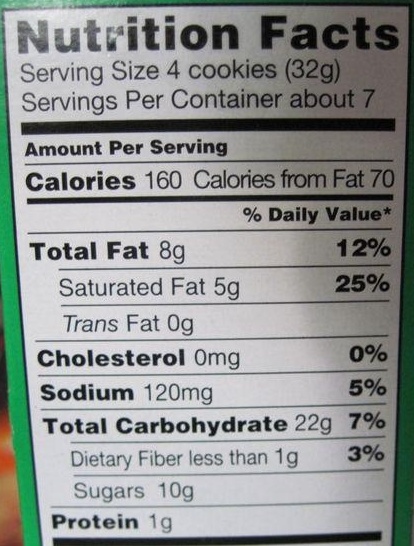 Nutrition Facts
Serving Size 4 cookies (32g)
Servings Per Container about 7
Amount Per Serving
Calories 160 Calories from Fat 70
% Daily Value*
Total Fat 8g 12%
Saturated Fat 5g 25%
Trans Fat 0g
Cholesterol 0mg 0%
Sodium 120mg 5%
Total Carbohydrate 22g 7%
Dietary Fiber less than 1g 3%
Sugars 10g
Protein 1g